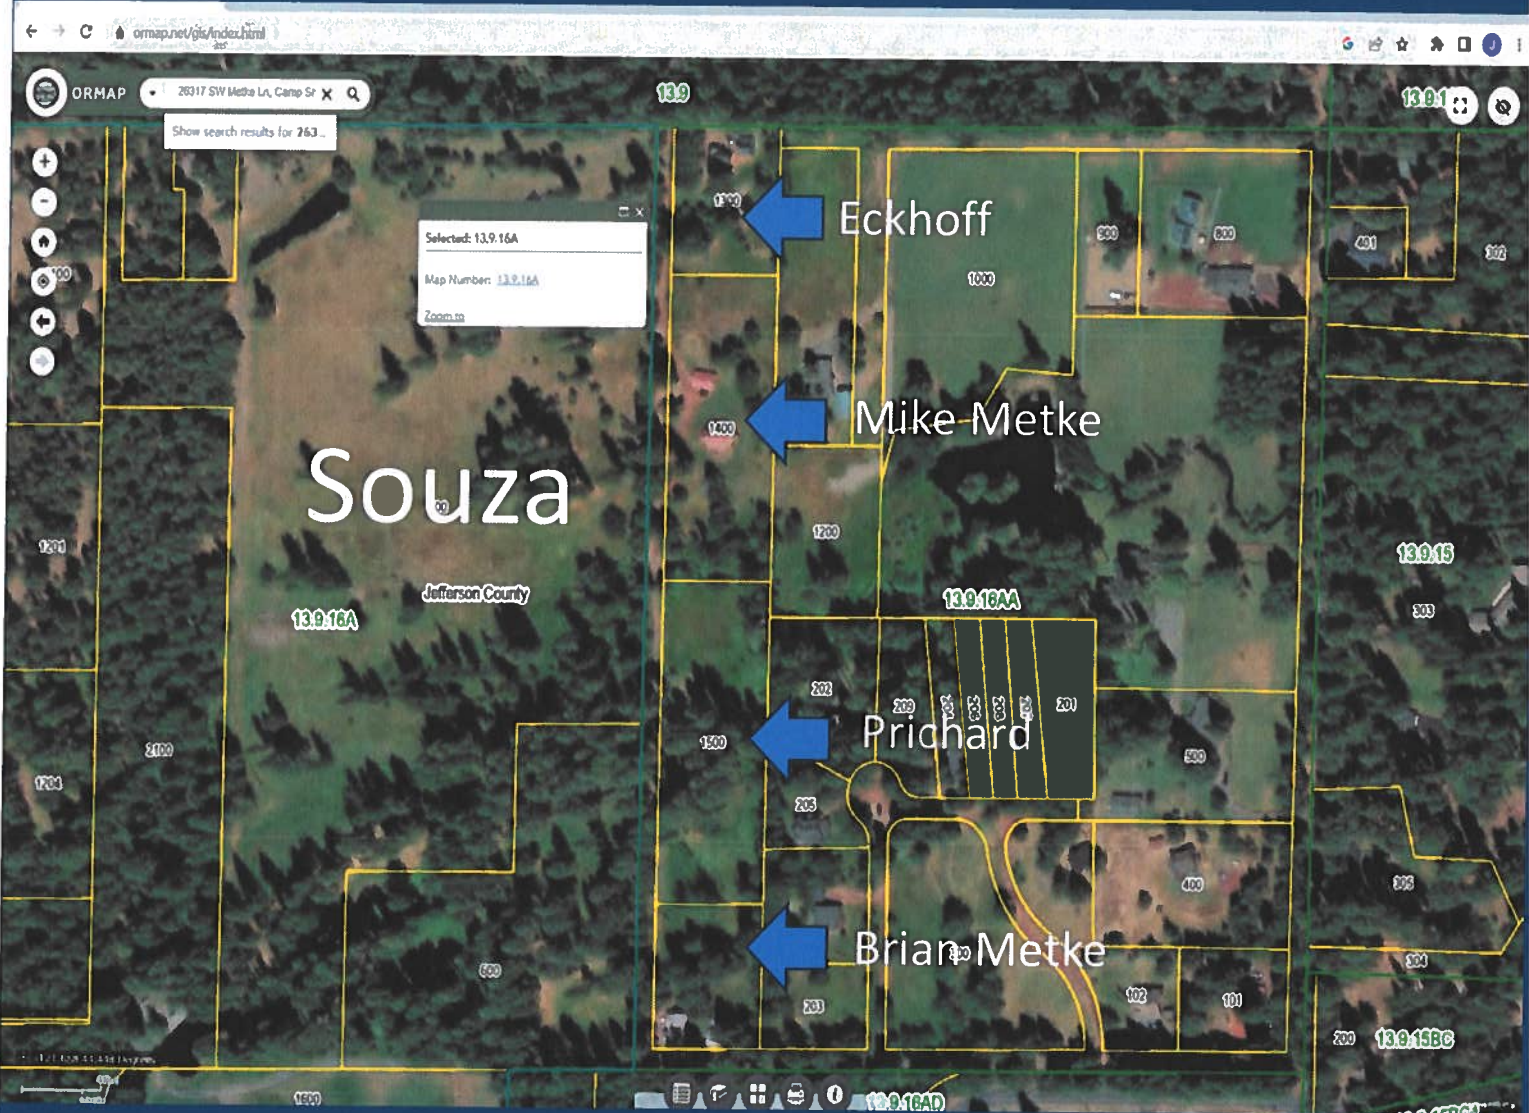 ormap.net/gis/index.html
ORMAP
26317 SW Metke Ln, Camp Sr
Show search results for 263...
13.9
Selected: 13.9.16A
Map Number: 13.9.16A
Zoom to
1300
Eckhoff
1000
900
800
401
302
Mike Metke
1400
Souza
00
1200
1201
13.9.15
303
Jefferson County
13.9.16A
13.9.16AA
202
209
201
Prichard
1500
2100
1204
500
205
400
305
Brian Metke
600
304
203
102
101
200
13.9.15BC
1600
13.9.16AD